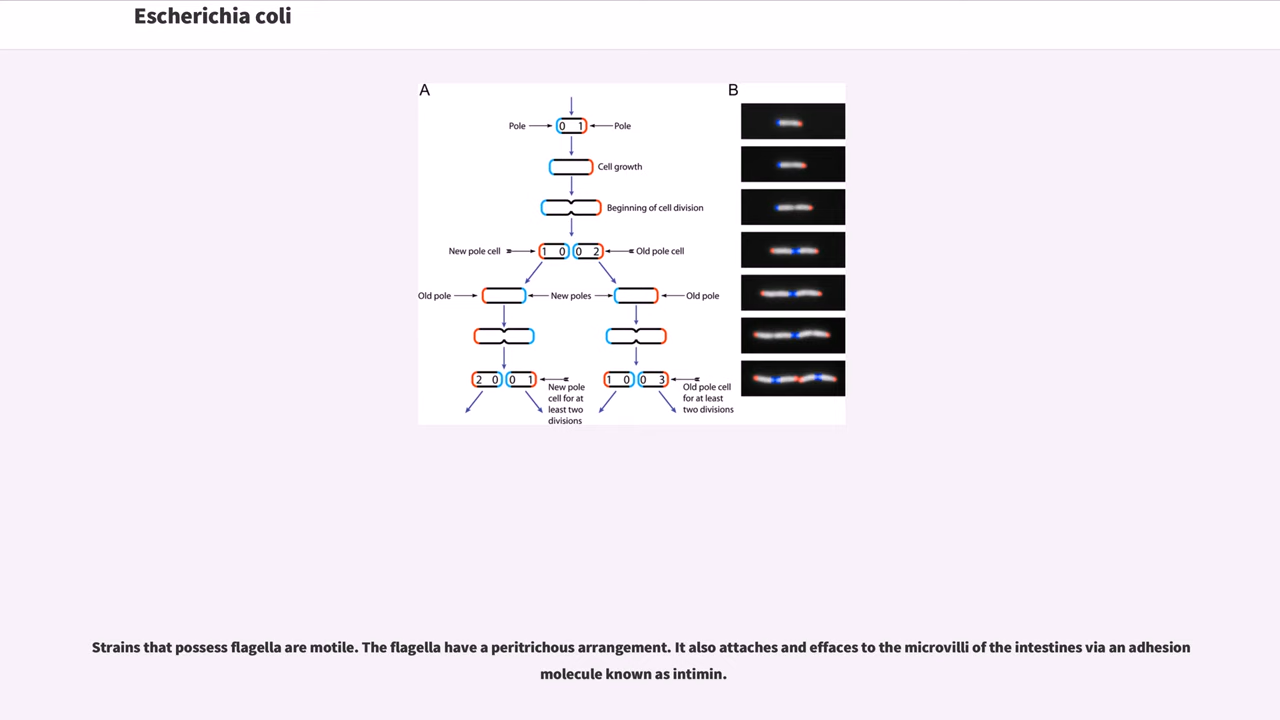 Escherichia coli
A
B
Pole
0 1
Pole
Cell growth
Beginning of cell division
New pole cell
1 0 0 2
Old pole cell
Old pole
New poles
Old pole
2 0 0 1
New pole
cell for at
least two
divisions
1 0 0 3
Old pole cell
for at least
two divisions
Strains that possess flagella are motile. The flagella have a peritrichous arrangement. It also attaches and effaces to the microvilli of the intestines via an adhesion
molecule known as intimin.